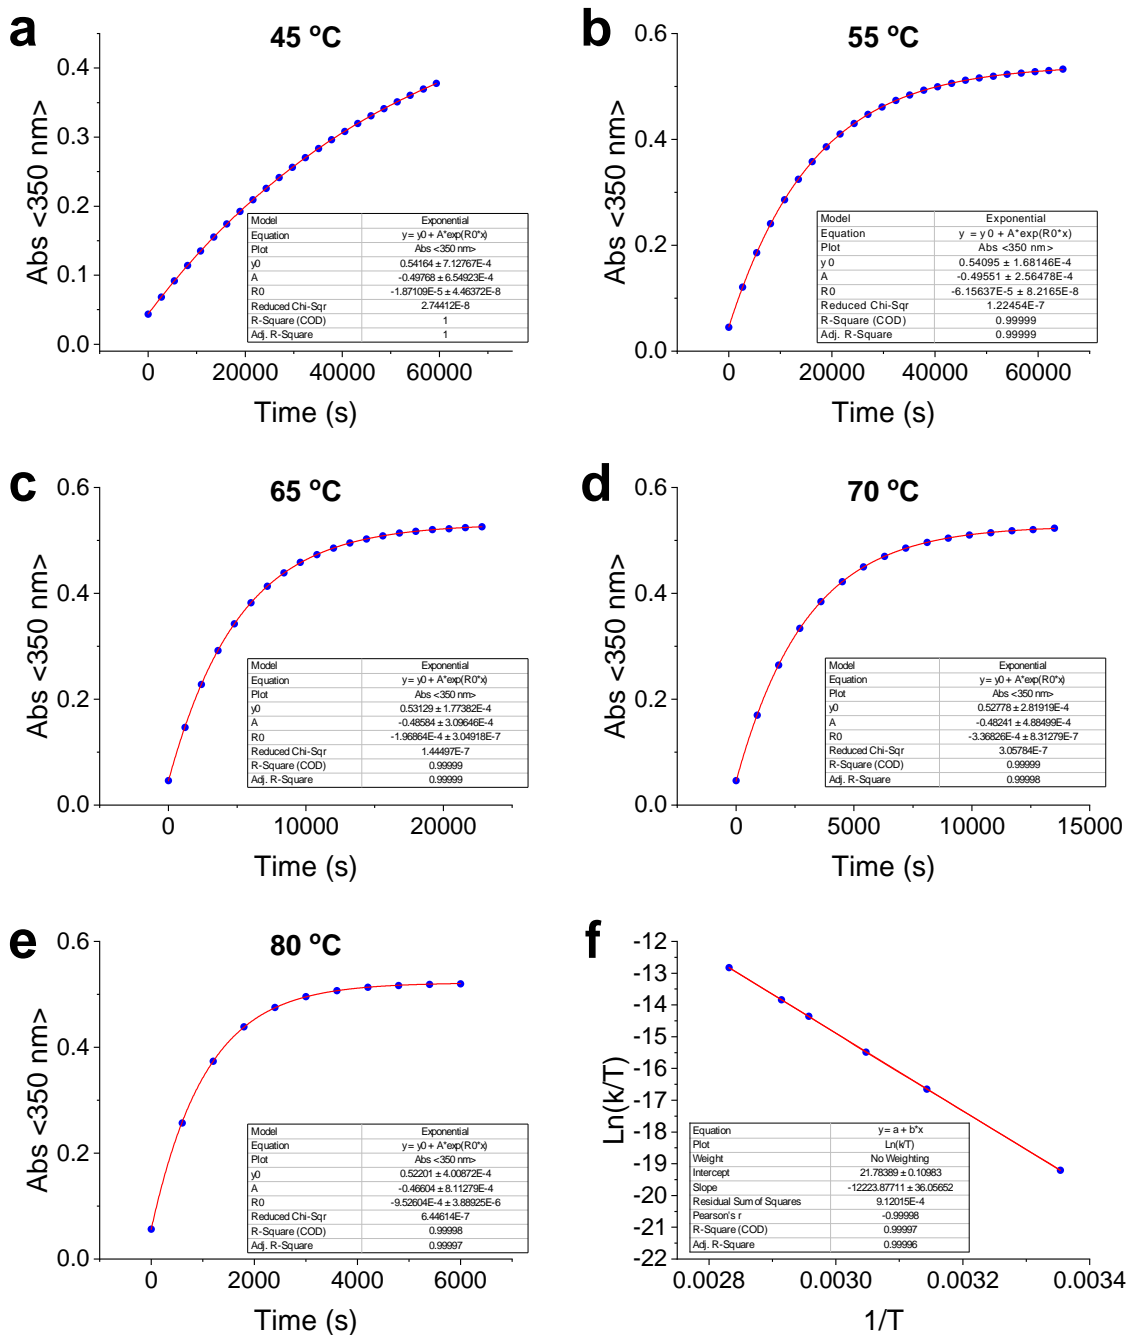 a
45 °C
Abs <350 nm>
0.4
0.3
0.2
0.1
0.0
Model Exponential
Equation y = y0 + A*exp(R0*x)
Plot Abs <350 nm>
y0 0.54164 ± 7.12767E-4
A -0.49768 ± 6.54923E-4
R0 -1.87109E-5 ± 4.46372E-8
Reduced Chi-Sqr 2.74412E-8
R-Square (COD) 1
Adj. R-Square 1
0 20000 40000 60000
Time (s)
b
55 °C
Abs <350 nm>
0.6
0.4
0.2
0.0
Model Exponential
Equation y = y0 + A*exp(R0*x)
Plot Abs <350 nm>
y0 0.54095 ± 1.68146E-4
A -0.49551 ± 2.56478E-4
R0 -6.15637E-5 ± 8.2165E-8
Reduced Chi-Sqr 1.22454E-7
R-Square (COD) 0.99999
Adj. R-Square 0.99999
0 20000 40000 60000
Time (s)
c
65 °C
Abs <350 nm>
0.6
0.4
0.2
0.0
Model Exponential
Equation y = y0 + A*exp(R0*x)
Plot Abs <350 nm>
y0 0.53129 ± 1.77382E-4
A -0.48584 ± 3.09646E-4
R0 -1.96864E-4 ± 3.04918E-7
Reduced Chi-Sqr 1.44497E-7
R-Square (COD) 0.99999
Adj. R-Square 0.99999
0 10000 20000
Time (s)
d
70 °C
Abs <350 nm>
0.6
0.4
0.2
0.0
Model Exponential
Equation y = y0 + A*exp(R0*x)
Plot Abs <350 nm>
y0 0.52778 ± 2.81919E-4
A -0.48241 ± 4.88499E-4
R0 -3.36826E-4 ± 8.31279E-7
Reduced Chi-Sqr 3.05784E-7
R-Square (COD) 0.99999
Adj. R-Square 0.99998
0 5000 10000 15000
Time (s)
e
80 °C
Abs <350 nm>
0.6
0.4
0.2
0.0
Model Exponential
Equation y = y0 + A*exp(R0*x)
Plot Abs <350 nm>
y0 0.52201 ± 4.00872E-4
A -0.46604 ± 8.11279E-4
R0 -9.52604E-4 ± 3.88925E-6
Reduced Chi-Sqr 6.44614E-7
R-Square (COD) 0.99998
Adj. R-Square 0.99997
0 2000 4000 6000
Time (s)
f
Ln(k/T)
-12
-13
-14
-15
-16
-17
-18
-19
-20
-21
-22
Equation y = a + b*x
Plot Ln(k/T)
Weight No Weighting
Intercept 21.78389 ± 0.10983
Slope -12223.87711 ± 36.05652
Residual Sum of Squares 9.12015E-4
Pearson's r -0.99998
R-Square (COD) 0.99997
Adj. R-Square 0.99996
0.0028 0.0030 0.0032 0.0034
1/T